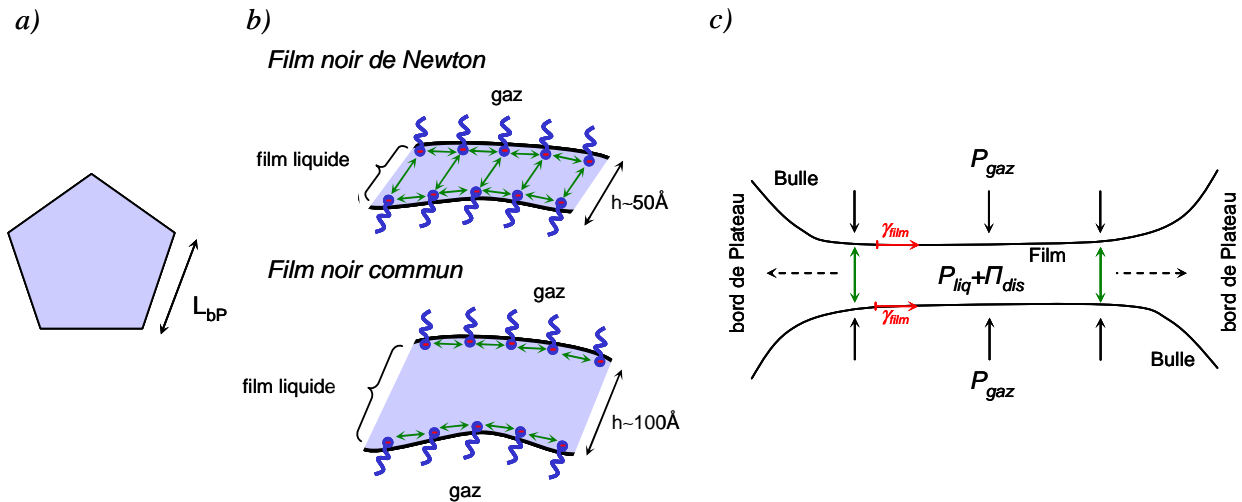 a)
L_bP
b)
Film noir de Newton
gaz
film liquide
h~50Å
Film noir commun
gaz
film liquide
h~100Å
gaz
c)
P_gaz
Bulle
γ_film
Film
bord de Plateau
P_liq+Π_dis
bord de Plateau
γ_film
Bulle
P_gaz